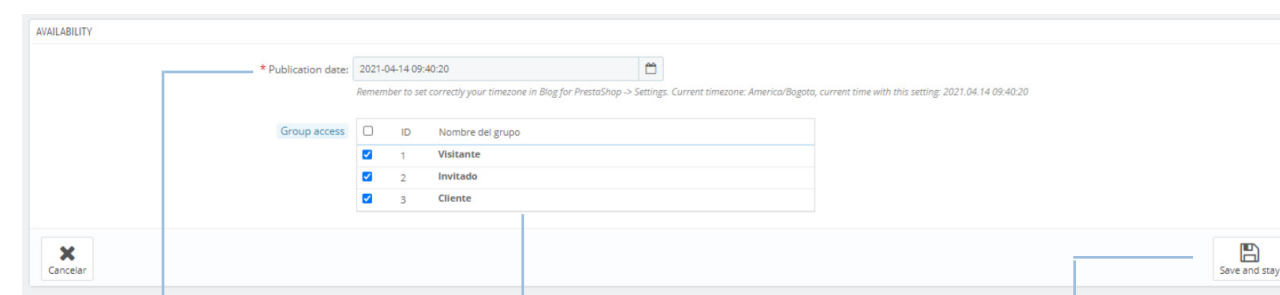 AVAILABILITY
* Publication date: 2021-04-14 09:40:20
Remember to set correctly your timezone in Blog for PrestaShop -> Settings. Current timezone: America/Bogota, current time with this setting: 2021.04.14 09:40:20
Group access ID Nombre del grupo
1 Visitante
2 Invitado
3 Cliente
Cancelar Save and stay